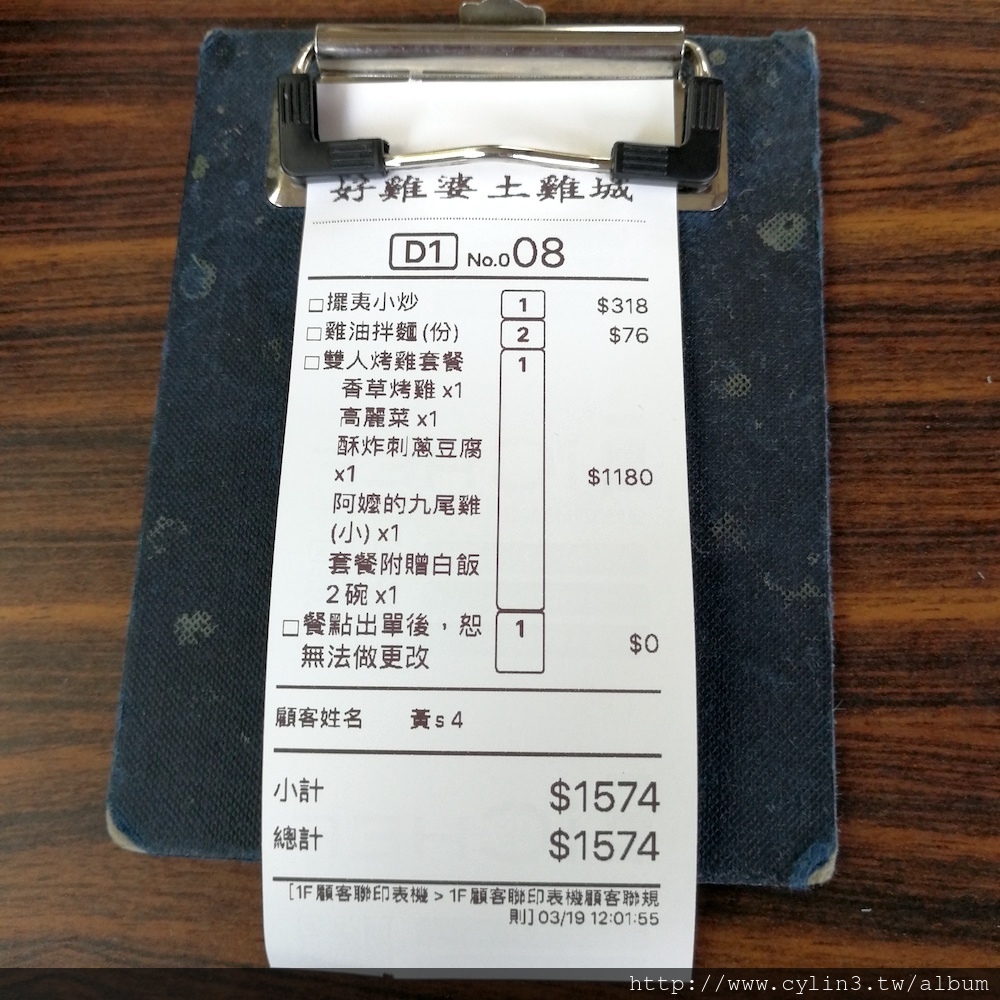 好雞婆土雞城
D1 No.008
□擺夷小炒 1 $318
□雞油拌麵(份) 2 $76
□雙人烤雞套餐 1
香草烤雞 x1
高麗菜 x1
酥炸刺蔥豆腐
x1
$1180
阿嬤的九尾雞
(小) x1
套餐附贈白飯
2碗 x1
□餐點出單後，恕 1
無法做更改 $0
顧客姓名 黃s4
小計 $1574
總計 $1574
[1F顧客聯印表機 > 1F顧客聯印表機顧客聯規
則] 03/19 12:01:55
http://www.cylin3.tw/album